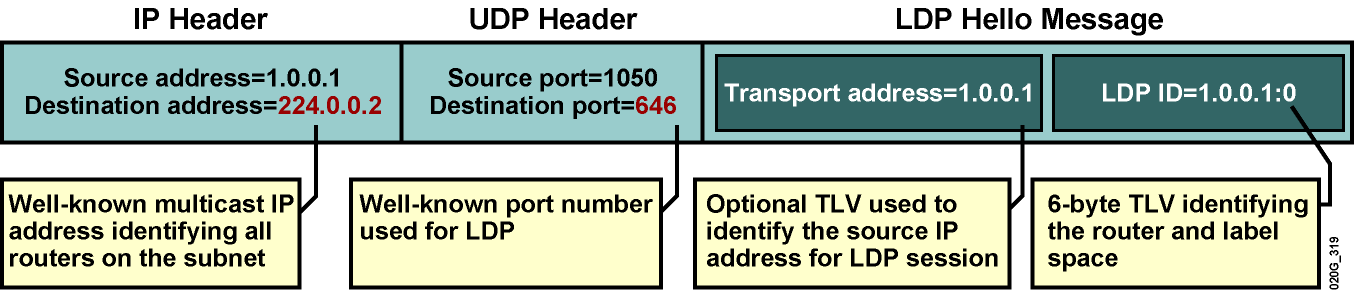 IP Header
UDP Header
LDP Hello Message
Source address=1.0.0.1
Destination address=224.0.0.2
Source port=1050
Destination port=646
Transport address=1.0.0.1
LDP ID=1.0.0.1:0
Well-known multicast IP
address identifying all
routers on the subnet
Well-known port number
used for LDP
Optional TLV used to
identify the source IP
address for LDP session
6-byte TLV identifying
the router and label
space
020G_319